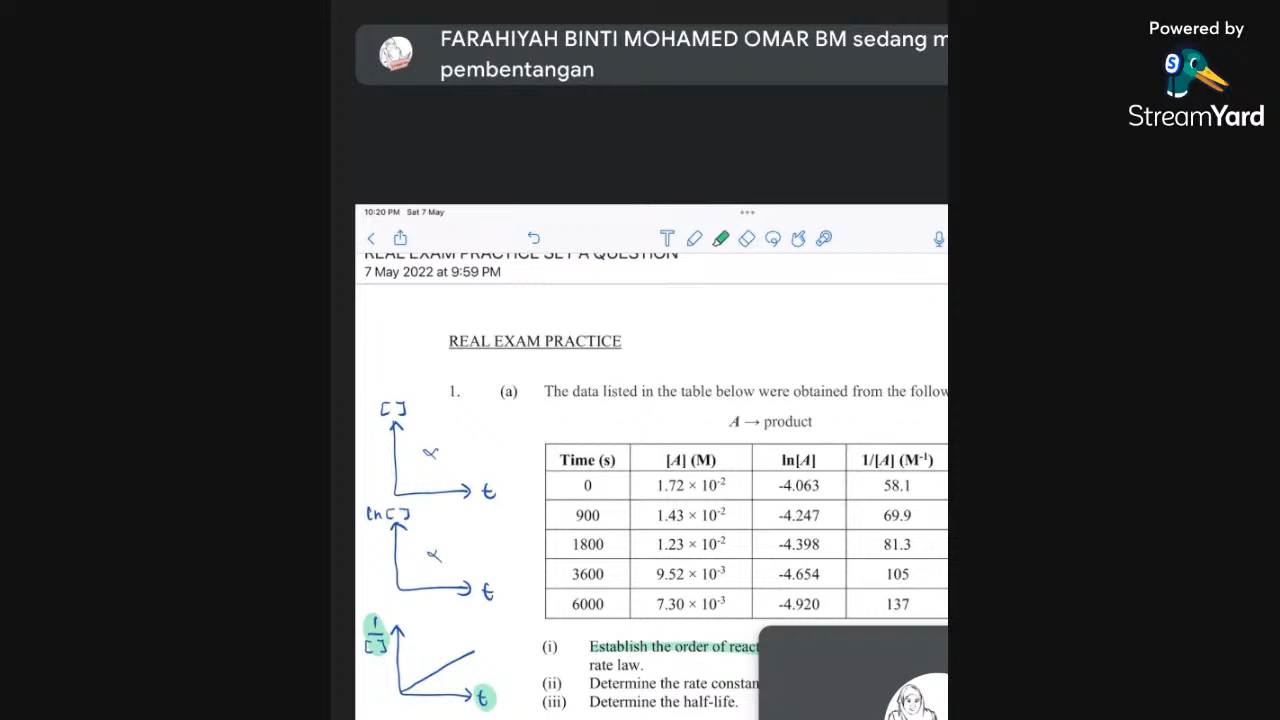 FARAHIYAH BINTI MOHAMED OMAR BM sedang m
pembentangan
Powered by
StreamYard
10:20 PM Sat 7 May
REAL EXAM PRACTICE SET A QUESTION
7 May 2022 at 9:59 PM
REAL EXAM PRACTICE
1. (a) The data listed in the table below were obtained from the follow
A → product
Time (s) [A] (M) ln[A] 1/[A] (M⁻¹)
0 1.72 × 10⁻² -4.063 58.1
900 1.43 × 10⁻² -4.247 69.9
1800 1.23 × 10⁻² -4.398 81.3
3600 9.52 × 10⁻³ -4.654 105
6000 7.30 × 10⁻³ -4.920 137
(i) Establish the order of react
rate law.
(ii) Determine the rate constan
(iii) Determine the half-life.
[ ]
t
ln[ ]
t
1/[ ]
t